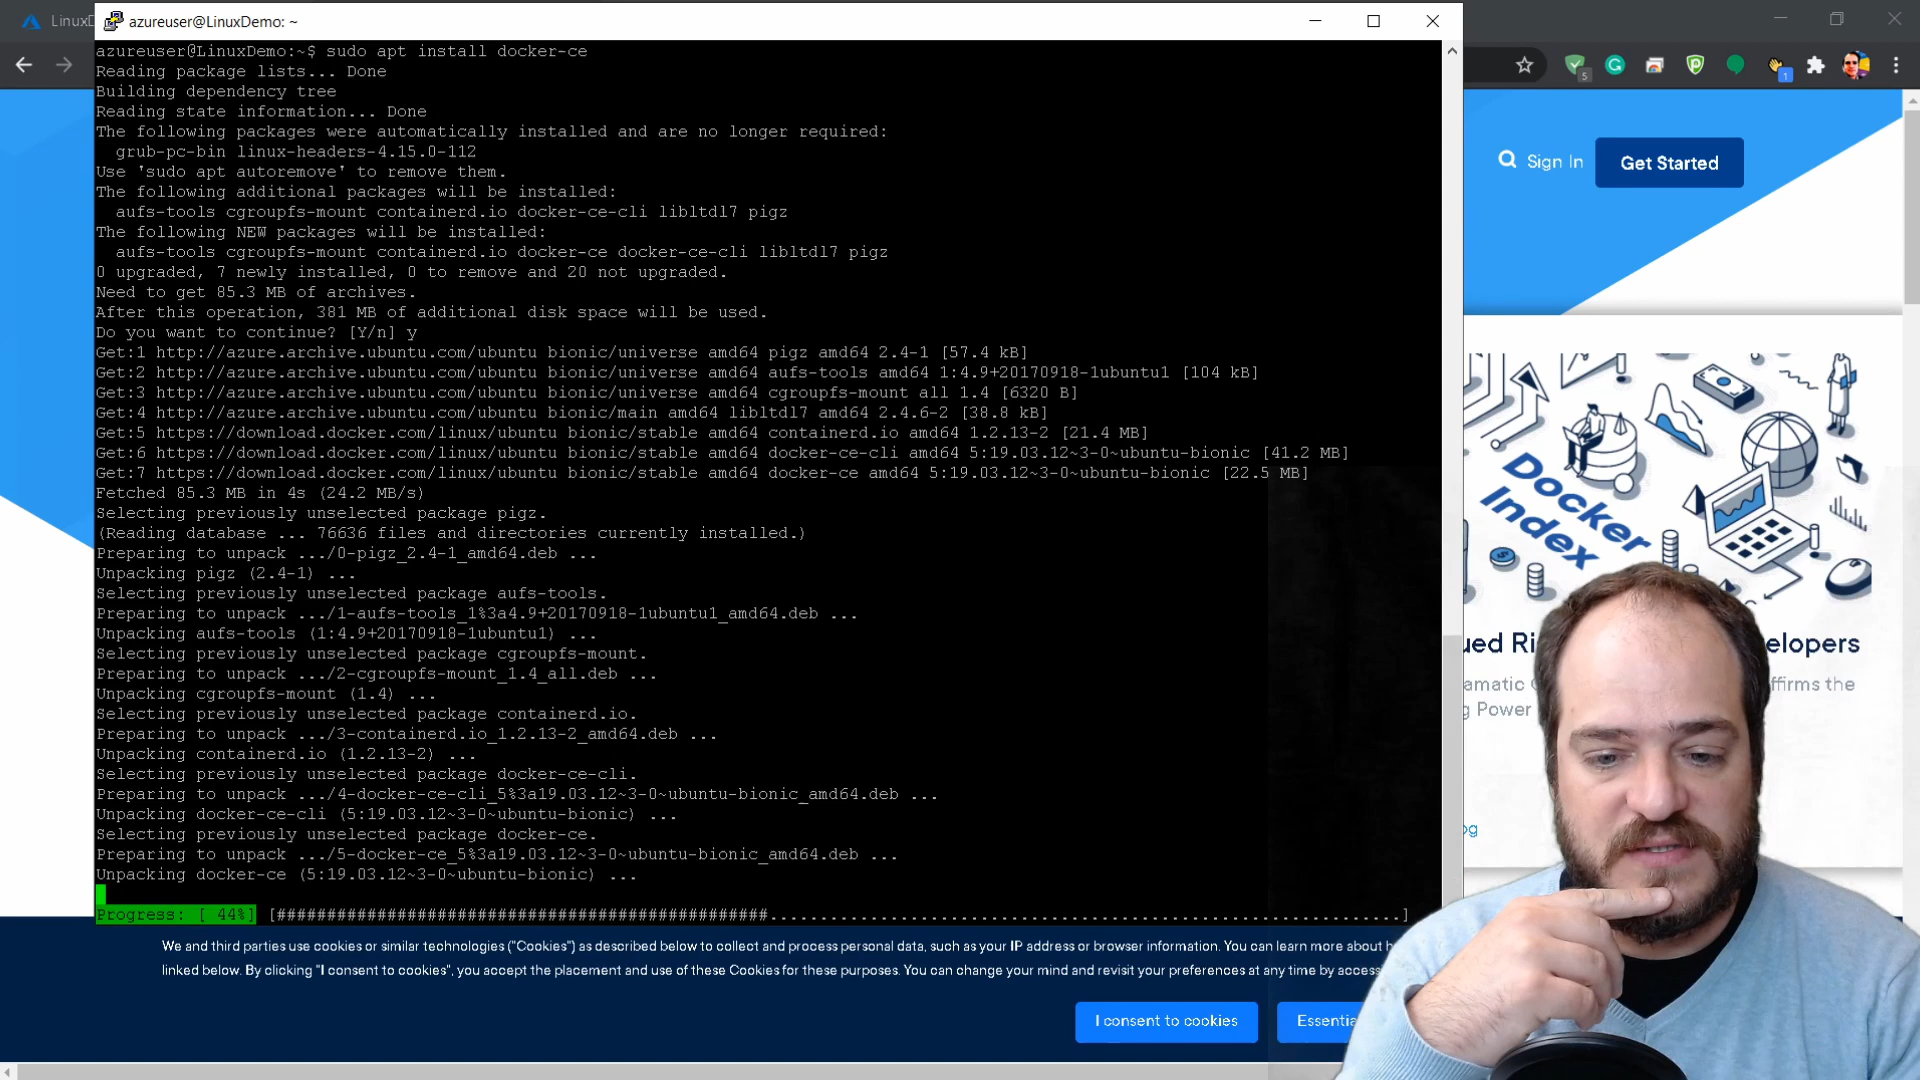 LinuxD
azureuser@LinuxDemo: ~
azureuser@LinuxDemo:~$ sudo apt install docker-ce
Reading package lists... Done
Building dependency tree
Reading state information... Done
The following packages were automatically installed and are no longer required:
  grub-pc-bin linux-headers-4.15.0-112
Use 'sudo apt autoremove' to remove them.
The following additional packages will be installed:
  aufs-tools cgroupfs-mount containerd.io docker-ce-cli libltdl7 pigz
The following NEW packages will be installed:
  aufs-tools cgroupfs-mount containerd.io docker-ce docker-ce-cli libltdl7 pigz
0 upgraded, 7 newly installed, 0 to remove and 20 not upgraded.
Need to get 85.3 MB of archives.
After this operation, 381 MB of additional disk space will be used.
Do you want to continue? [Y/n] y
Get:1 http://azure.archive.ubuntu.com/ubuntu bionic/universe amd64 pigz amd64 2.4-1 [57.4 kB]
Get:2 http://azure.archive.ubuntu.com/ubuntu bionic/universe amd64 aufs-tools amd64 1:4.9+20170918-1ubuntu1 [104 kB]
Get:3 http://azure.archive.ubuntu.com/ubuntu bionic/universe amd64 cgroupfs-mount all 1.4 [6320 B]
Get:4 http://azure.archive.ubuntu.com/ubuntu bionic/main amd64 libltdl7 amd64 2.4.6-2 [38.8 kB]
Get:5 https://download.docker.com/linux/ubuntu bionic/stable amd64 containerd.io amd64 1.2.13-2 [21.4 MB]
Get:6 https://download.docker.com/linux/ubuntu bionic/stable amd64 docker-ce-cli amd64 5:19.03.12~3-0~ubuntu-bionic [41.2 MB]
Get:7 https://download.docker.com/linux/ubuntu bionic/stable amd64 docker-ce amd64 5:19.03.12~3-0~ubuntu-bionic [22.5 MB]
Fetched 85.3 MB in 4s (24.2 MB/s)
Selecting previously unselected package pigz.
(Reading database ... 76636 files and directories currently installed.)
Preparing to unpack .../0-pigz_2.4-1_amd64.deb ...
Unpacking pigz (2.4-1) ...
Selecting previously unselected package aufs-tools.
Preparing to unpack .../1-aufs-tools_1%3a4.9+20170918-1ubuntu1_amd64.deb ...
Unpacking aufs-tools (1:4.9+20170918-1ubuntu1) ...
Selecting previously unselected package cgroupfs-mount.
Preparing to unpack .../2-cgroupfs-mount_1.4_all.deb ...
Unpacking cgroupfs-mount (1.4) ...
Selecting previously unselected package containerd.io.
Preparing to unpack .../3-containerd.io_1.2.13-2_amd64.deb ...
Unpacking containerd.io (1.2.13-2) ...
Selecting previously unselected package docker-ce-cli.
Preparing to unpack .../4-docker-ce-cli_5%3a19.03.12~3-0~ubuntu-bionic_amd64.deb ...
Unpacking docker-ce-cli (5:19.03.12~3-0~ubuntu-bionic) ...
Selecting previously unselected package docker-ce.
Preparing to unpack .../5-docker-ce_5%3a19.03.12~3-0~ubuntu-bionic_amd64.deb ...
Unpacking docker-ce (5:19.03.12~3-0~ubuntu-bionic) ...
Progress: [ 44%] [#################################################...............................................................]
5
1
Sign In
Get Started
Docker
Index
ued Ri elopers
amatic ffirms the
g Power
og
We and third parties use cookies or similar technologies ("Cookies") as described below to collect and process personal data, such as your IP address or browser information. You can learn more about
linked below. By clicking "I consent to cookies", you accept the placement and use of these Cookies for these purposes. You can change your mind and revisit your preferences at any time by access
I consent to cookies
Essentia